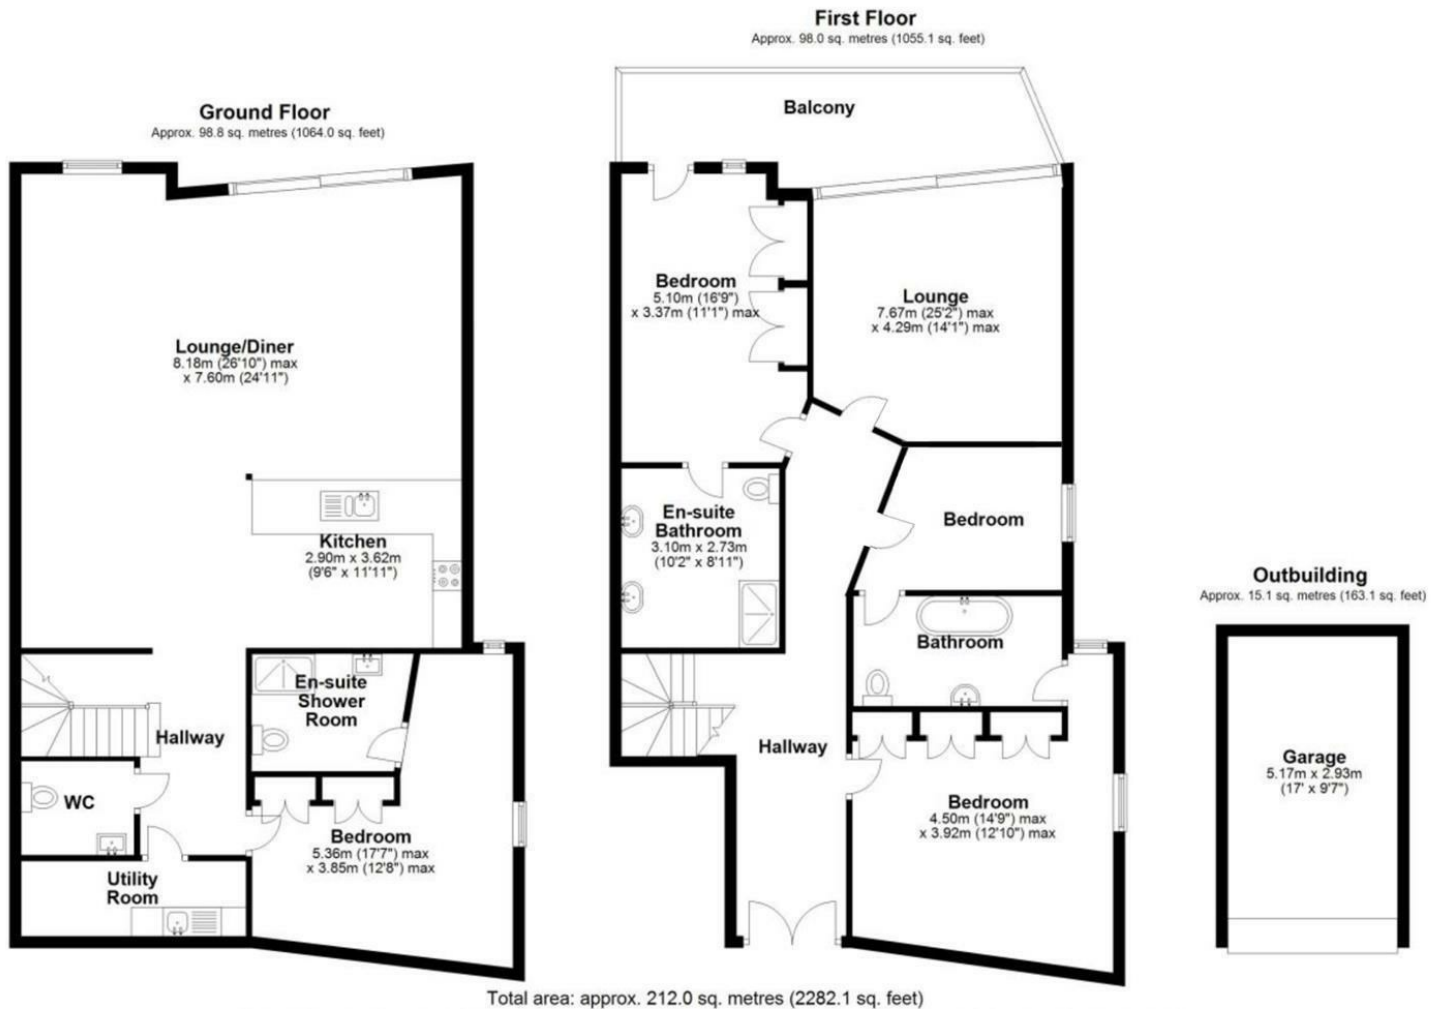 Ground Floor
Approx. 98.8 sq. metres (1064.0 sq. feet)
Lounge/Diner
8.18m (26'10") max
x 7.60m (24'11")
Kitchen
2.90m x 3.62m
(9'6" x 11'11")
En-suite
Shower
Room
Hallway
WC
Bedroom
5.36m (17'7") max
x 3.85m (12'8") max
Utility
Room
First Floor
Approx. 98.0 sq. metres (1055.1 sq. feet)
Balcony
Bedroom
5.10m (16'9")
x 3.37m (11'1") max
Lounge
7.67m (25'2") max
x 4.29m (14'1") max
En-suite
Bathroom
3.10m x 2.73m
(10'2" x 8'11")
Bedroom
Bathroom
Hallway
Bedroom
4.50m (14'9") max
x 3.92m (12'10") max
Outbuilding
Approx. 15.1 sq. metres (163.1 sq. feet)
Garage
5.17m x 2.93m
(17' x 9'7")
Total area: approx. 212.0 sq. metres (2282.1 sq. feet)